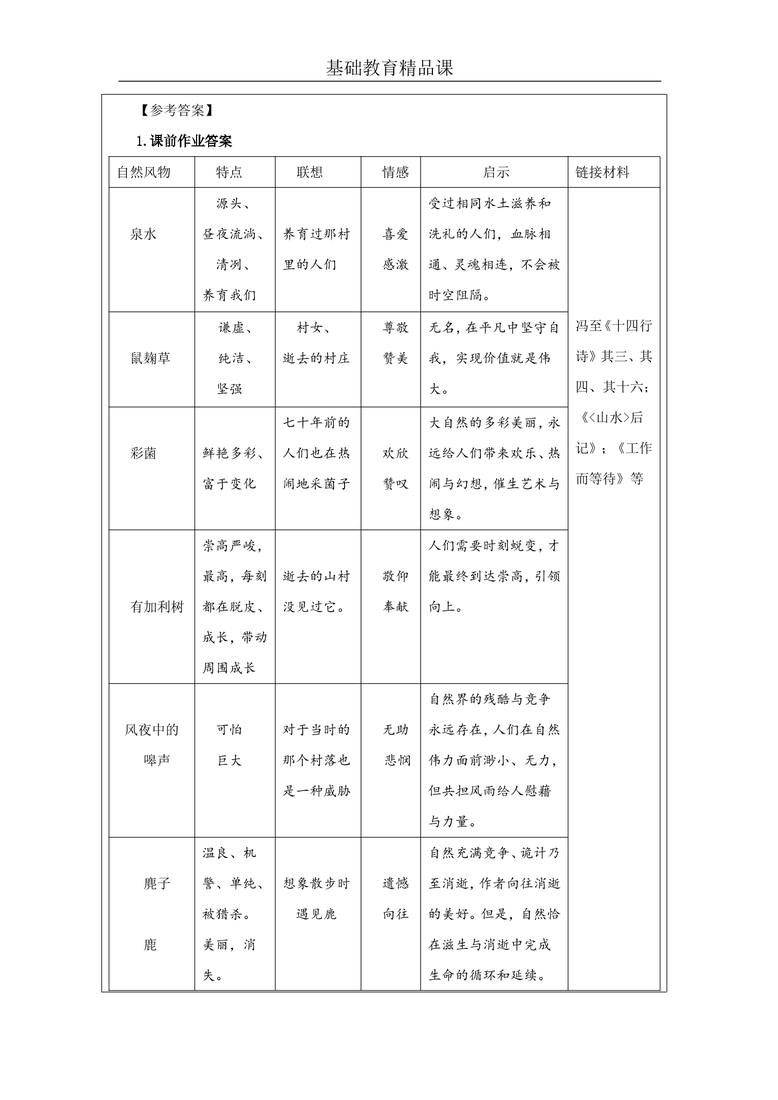 基础教育精品课
【参考答案】
1.课前作业答案
自然风物 特点 联想 情感 启示 链接材料
泉水
源头、
昼夜流淌、
清冽、
养育我们
养育过那村
里的人们
喜爱
感激
受过相同水土滋养和
洗礼的人们，血脉相
通、灵魂相连，不会被
时空阻隔。
冯至《十四行
诗》其三、其
四、其十六；
《<山水>后
记》；《工作
而等待》等
鼠麹草
谦虚、
纯洁、
坚强
村女、
逝去的村庄
尊敬
赞美
无名，在平凡中坚守自
我，实现价值就是伟
大。
彩菌
鲜艳多彩、
富于变化
七十年前的
人们也在热
闹地采菌子
欢欣
赞叹
大自然的多彩美丽，永
远给人们带来欢乐、热
闹与幻想，催生艺术与
想象。
有加利树
崇高严峻，
最高，每刻
都在脱皮、
成长，带动
周围成长
逝去的山村
没见过它。
敬仰
奉献
人们需要时刻蜕变，才
能最终到达崇高，引领
向上。
风夜中的
嗥声
可怕
巨大
对于当时的
那个村落也
是一种威胁
无助
悲悯
自然界的残酷与竞争
永远存在，人们在自然
伟力面前渺小、无力，
但共担风雨给人慰藉
与力量。
麂子
鹿
温良、机
警、单纯、
被猎杀。
美丽，消
失。
想象散步时
遇见鹿
遗憾
向往
自然充满竞争、诡计乃
至消逝，作者向往消逝
的美好。但是，自然恰
在滋生与消逝中完成
生命的循环和延续。